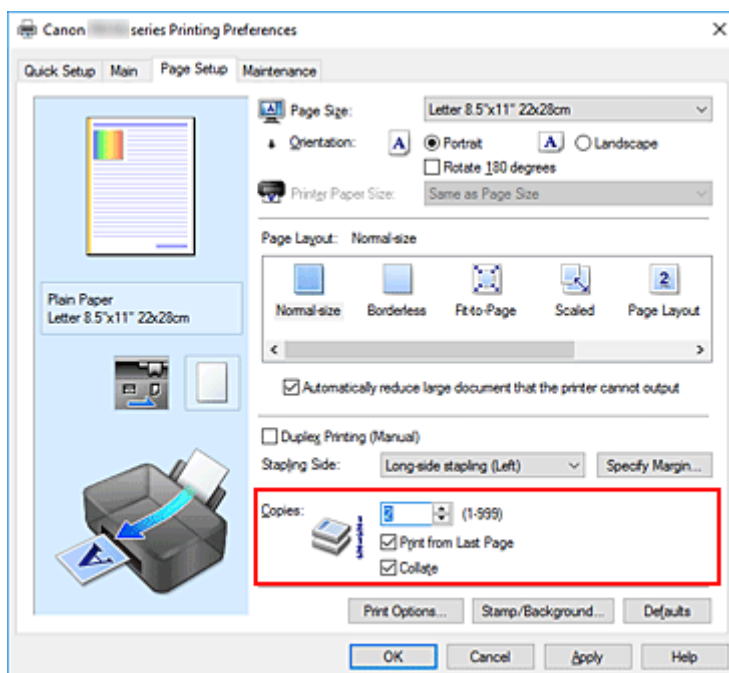 Canon series Printing Preferences
Quick Setup Main Page Setup Maintenance
Page Size: Letter 8.5"x11" 22x28cm
Orientation: A Portrait A Landscape
Rotate 180 degrees
Printer Paper Size: Same as Page Size
Page Layout: Normal-size
2
Normal-size Borderless Fit-to-Page Scaled Page Layout
Plain Paper
Letter 8.5"x11" 22x28cm
Automatically reduce large document that the printer cannot output
Duplex Printing (Manual)
Stapling Side: Long-side stapling (Left) Specify Margin...
Copies: 2 (1-999)
Print from Last Page
Collate
A
Print Options... Stamp/Background... Defaults
OK Cancel Apply Help